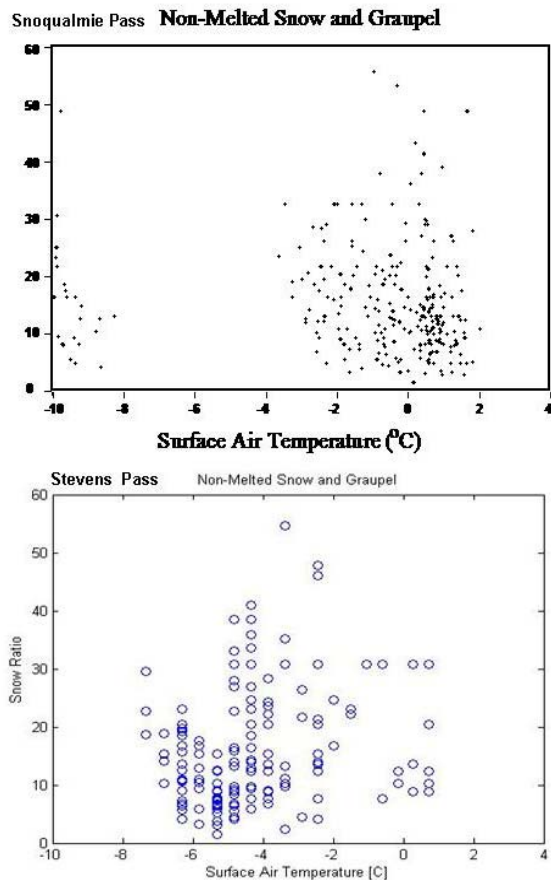 Snoqualmie Pass Non-Melted Snow and Graupel
60
50
40
30
20
10
0
-10 -8 -6 -4 -2 0 2 4
Surface Air Temperature (°C)
Stevens Pass Non-Melted Snow and Graupel
60
50
40
30
20
10
0
Snow Ratio
-10 -8 -6 -4 -2 0 2 4
Surface Air Temperature [C]